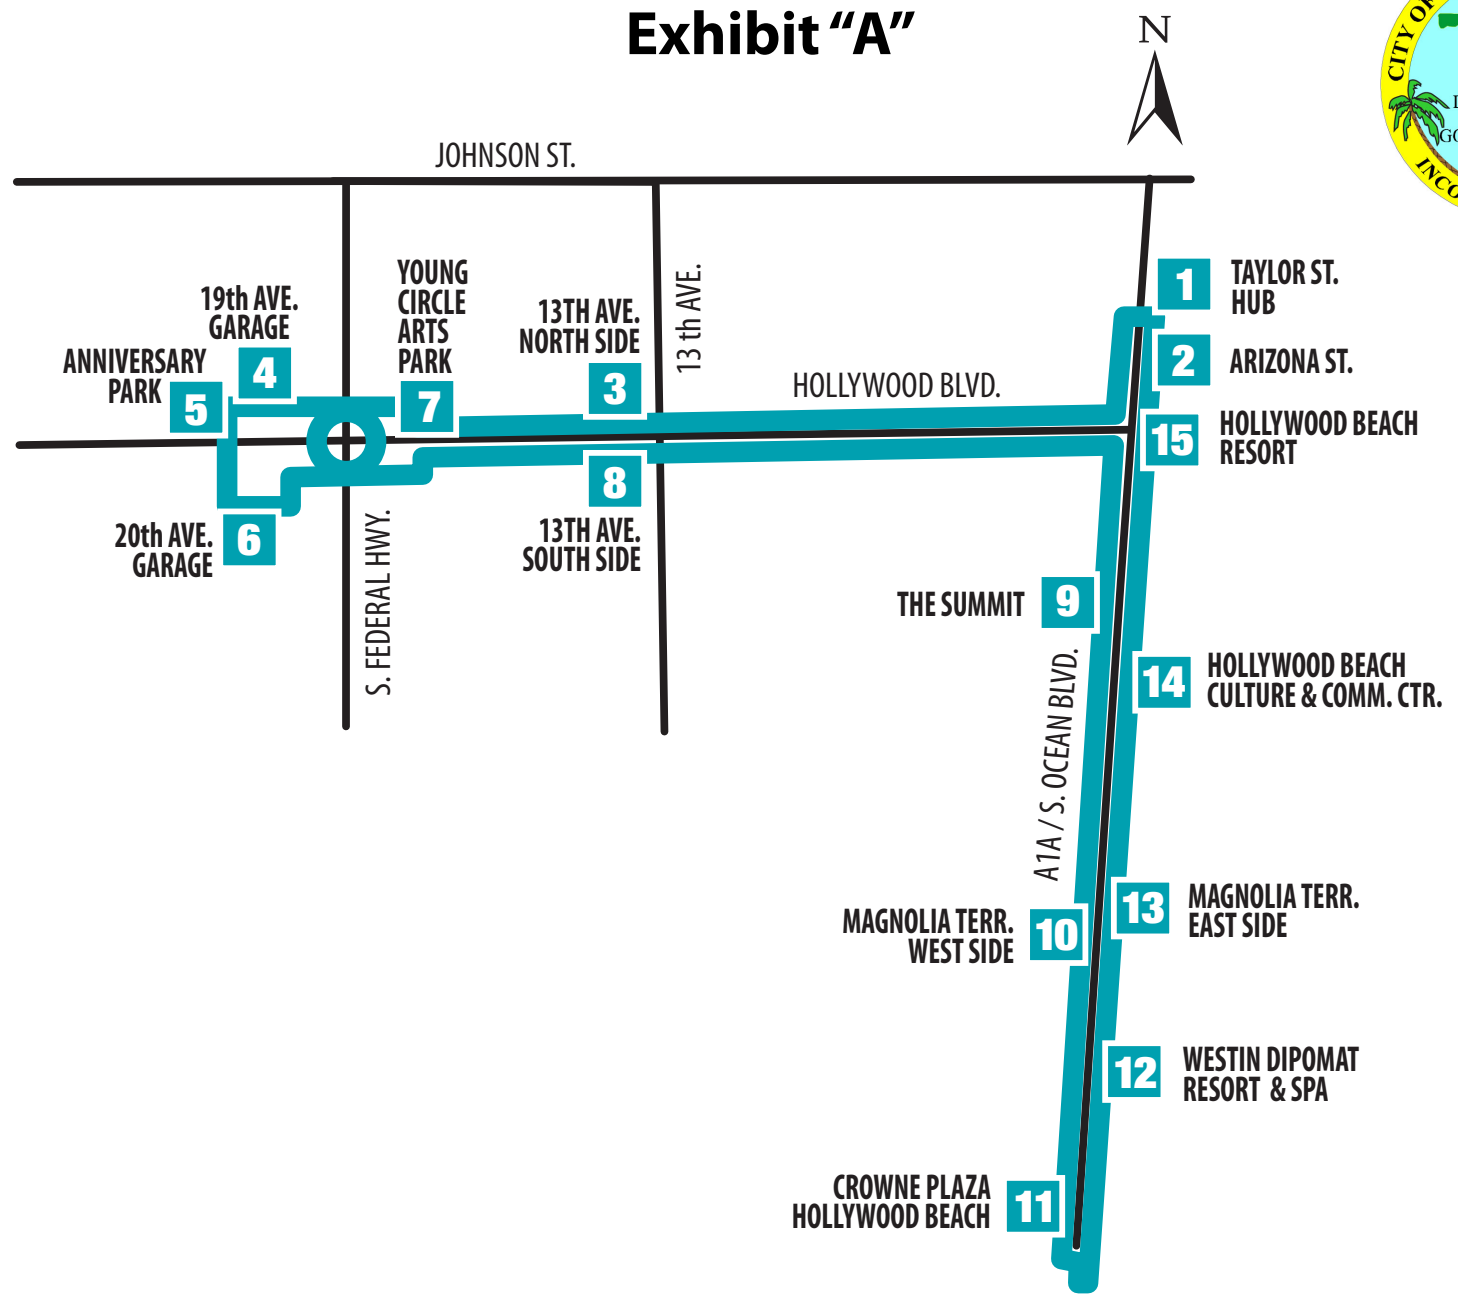 Exhibit “A”
N
CITY OF
INCO
JOHNSON ST.
1
TAYLOR ST.
HUB
YOUNG
CIRCLE
ARTS
PARK
7
19th AVE.
GARAGE
4
13TH AVE.
NORTH SIDE
3
13 th AVE.
2
ARIZONA ST.
ANNIVERSARY
PARK
5
HOLLYWOOD BLVD.
15
HOLLYWOOD BEACH
RESORT
8
13TH AVE.
SOUTH SIDE
20th AVE.
GARAGE
6
S. FEDERAL HWY.
THE SUMMIT
9
A1A / S. OCEAN BLVD.
14
HOLLYWOOD BEACH
CULTURE & COMM. CTR.
13
MAGNOLIA TERR.
EAST SIDE
MAGNOLIA TERR.
WEST SIDE
10
12
WESTIN DIPOMAT
RESORT & SPA
CROWNE PLAZA
HOLLYWOOD BEACH
11